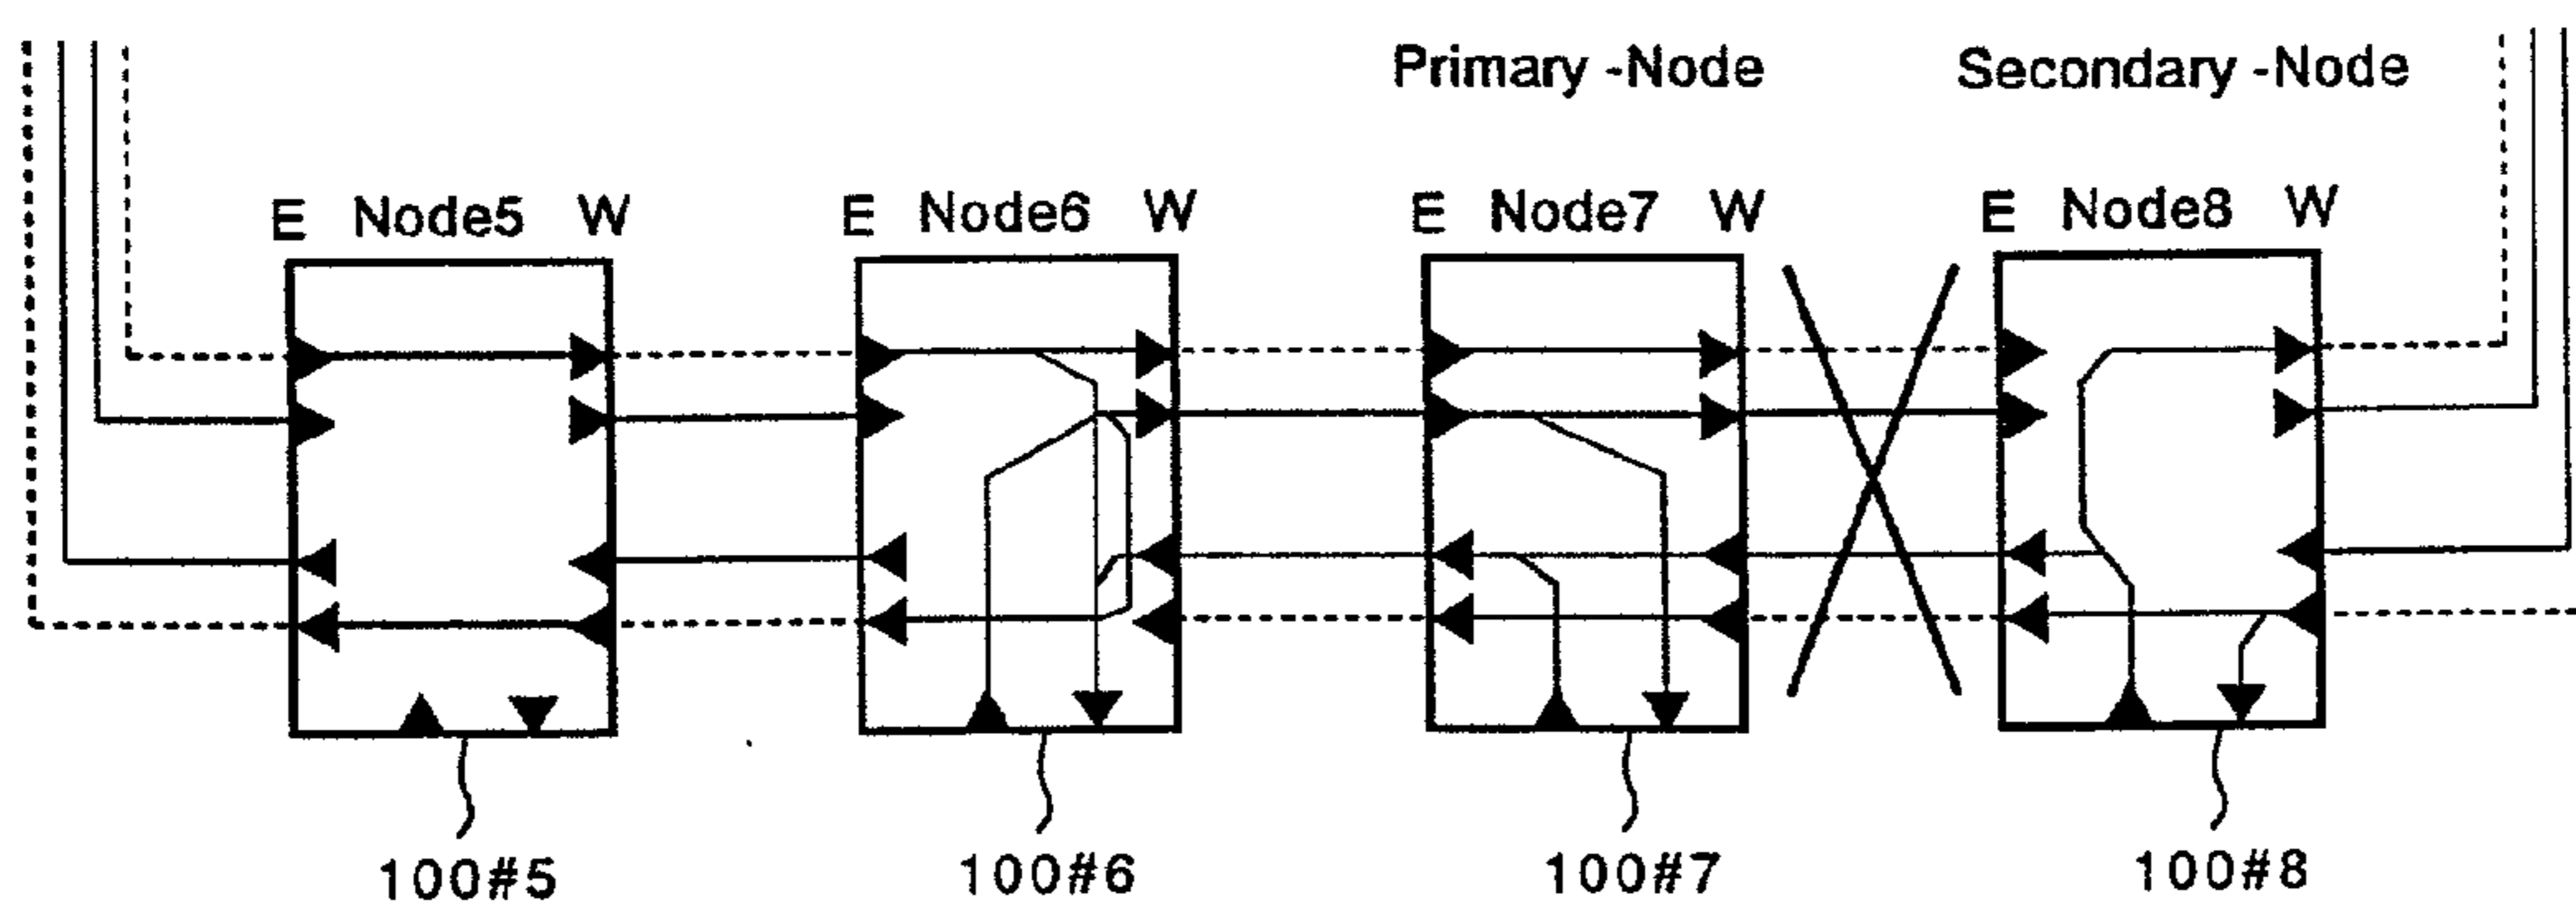 Primary -Node Secondary -Node
E Node5 W E Node6 W E Node7 W E Node8 W
100#5 100#6 100#7 100#8